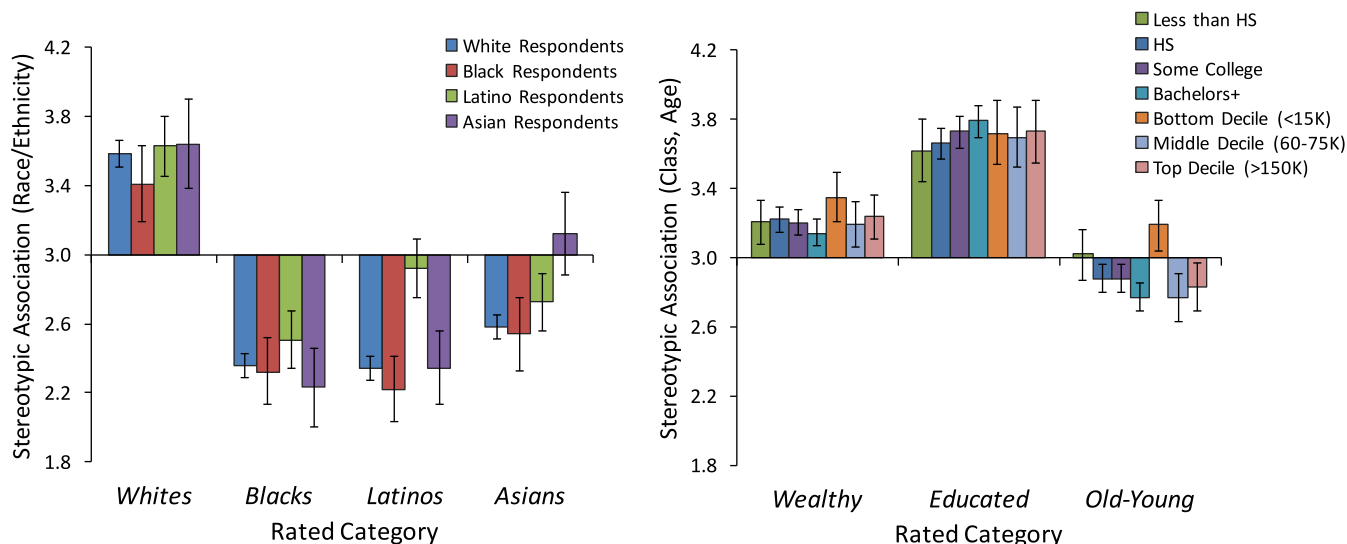 Stereotypic Association (Race/Ethnicity)
4.2
3.8
3.4
3.0
2.6
2.2
1.8
White Respondents
Black Respondents
Latino Respondents
Asian Respondents
Whites Blacks Latinos Asians
Rated Category
Stereotypic Association (Class, Age)
4.2
3.8
3.4
3.0
2.6
2.2
1.8
Less than HS
HS
Some College
Bachelors+
Bottom Decile (<15K)
Middle Decile (60-75K)
Top Decile (>150K)
Wealthy Educated Old-Young
Rated Category